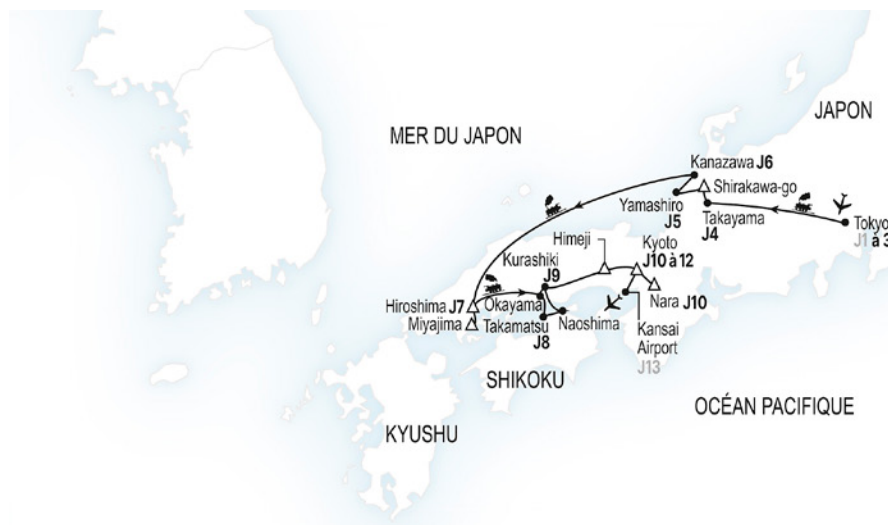 JAPON
MER DU JAPON
Kanazawa J6
Shirakawa-go
Yamashiro
J5
Takayama
J4
Tokyo
J1 à 3
Himeji
Kyoto
J10 à 12
Kurashiki
J9
Hiroshima J7
Okayama
Nara J10
Miyajima
Takamatsu
J8
Naoshima
Kansai
Airport
J13
SHIKOKU
OCÉAN PACIFIQUE
KYUSHU